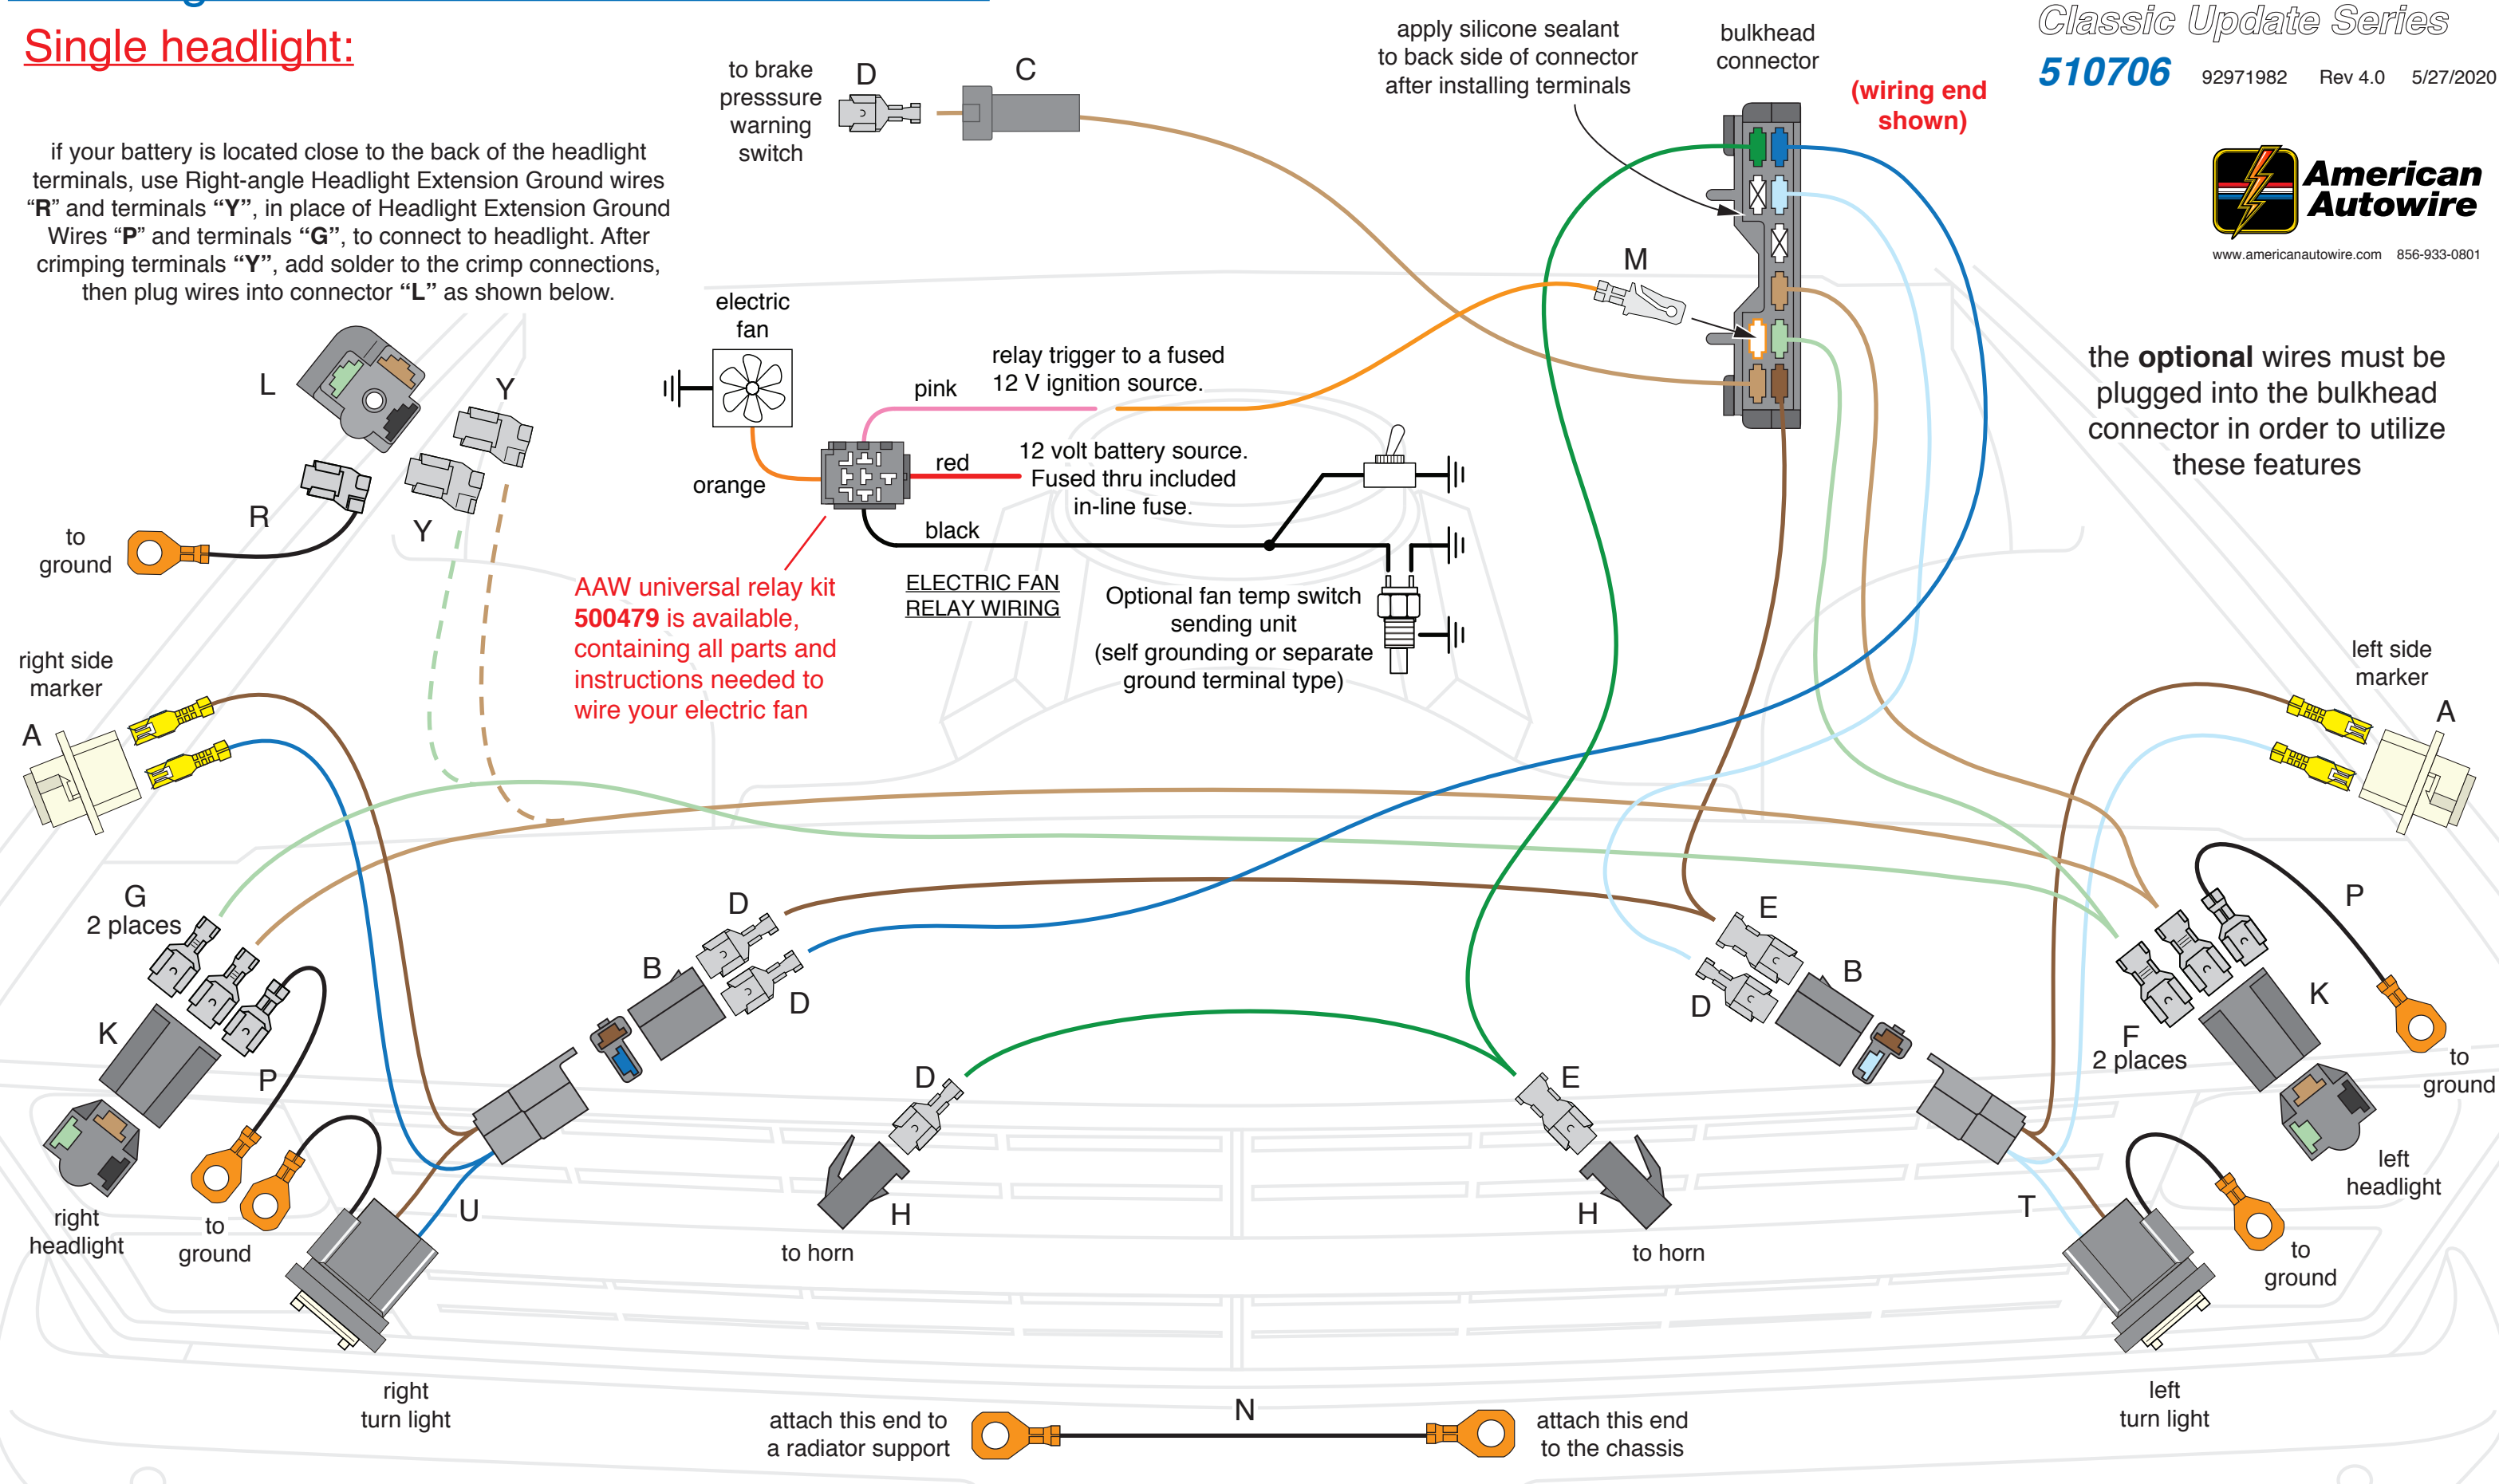 Single headlight:
if your battery is located close to the back of the headlight
terminals, use Right-angle Headlight Extension Ground wires
“R” and terminals “Y”, in place of Headlight Extension Ground
Wires “P” and terminals “G”, to connect to headlight. After
crimping terminals “Y”, add solder to the crimp connections,
then plug wires into connector “L” as shown below.
to brake
presssure
warning
switch
D
C
apply silicone sealant
to back side of connector
after installing terminals
bulkhead
connector
(wiring end
shown)
Classic Update Series
510706 92971982 Rev 4.0 5/27/2020
American
Autowire
www.americanautowire.com 856-933-0801
the optional wires must be
plugged into the bulkhead
connector in order to utilize
these features
M
electric
fan
pink
relay trigger to a fused
12 V ignition source.
orange
red
12 volt battery source.
Fused thru included
in-line fuse.
black
ELECTRIC FAN
RELAY WIRING
Optional fan temp switch
sending unit
(self grounding or separate
ground terminal type)
AAW universal relay kit
500479 is available,
containing all parts and
instructions needed to
wire your electric fan
L
Y
R
Y
to
ground
right side
marker
A
left side
marker
A
G
2 places
K
P
right
headlight
to
ground
U
right
turn light
B
D
D
D
H
to horn
E
H
to horn
E
D
B
F
2 places
K
P
to
ground
left
headlight
T
to
ground
left
turn light
attach this end to
a radiator support
N
attach this end
to the chassis